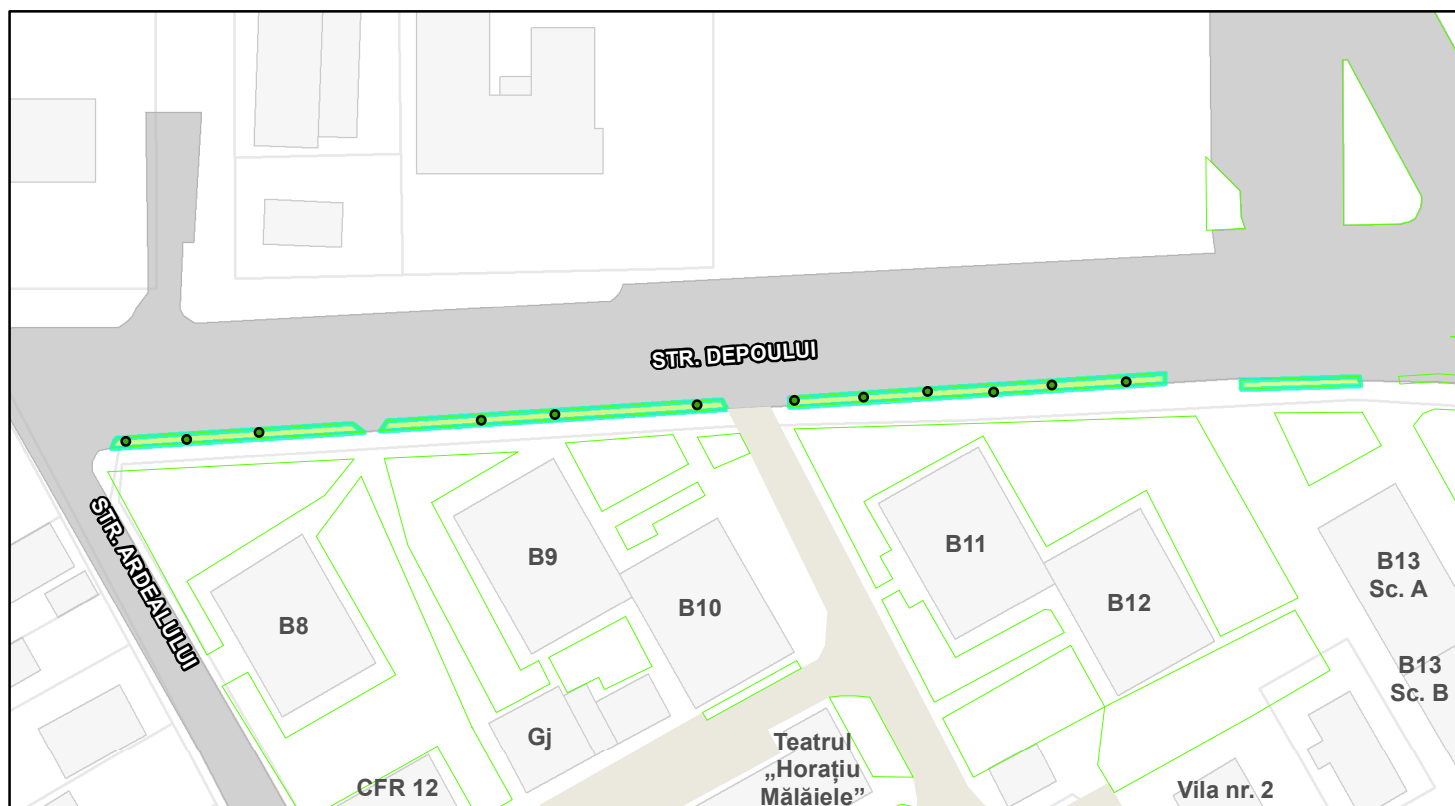 STR. DEPOULUI
STR. ARDEALULUI
B8
B9
B10
B11
B12
B13
Sc. A
B13
Sc. B
Gj
CFR 12
Teatrul
„Horațiu
Mălăiele”
Vila nr. 2